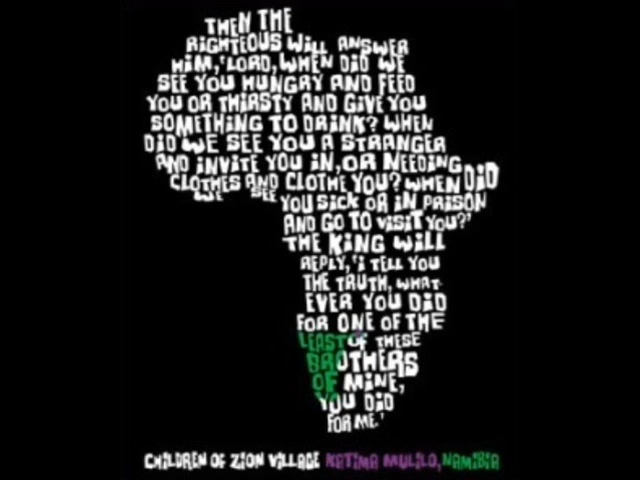 THEN THE
RIGHTEOUS WILL ANSWER
HIM, 'LORD, WHEN DID WE
SEE YOU HUNGRY AND FEED
YOU OR THIRSTY AND GIVE YOU
SOMETHING TO DRINK? WHEN
DID WE SEE YOU A STRANGER
AND INVITE YOU IN, OR NEEDING
CLOTHES AND CLOTHE YOU? WHEN DID
WE SEE YOU SICK OR IN PRISON
AND GO TO VISIT YOU?'
THE KING WILL
REPLY, 'I TELL YOU
THE TRUTH, WHAT-
EVER YOU DID
FOR ONE OF THE
LEAST OF THESE
BROTHERS
OF MINE,
YOU DID
FOR ME.'
CHILDREN OF ZION VILLAGE KATIMA MULILO, NAMIBIA